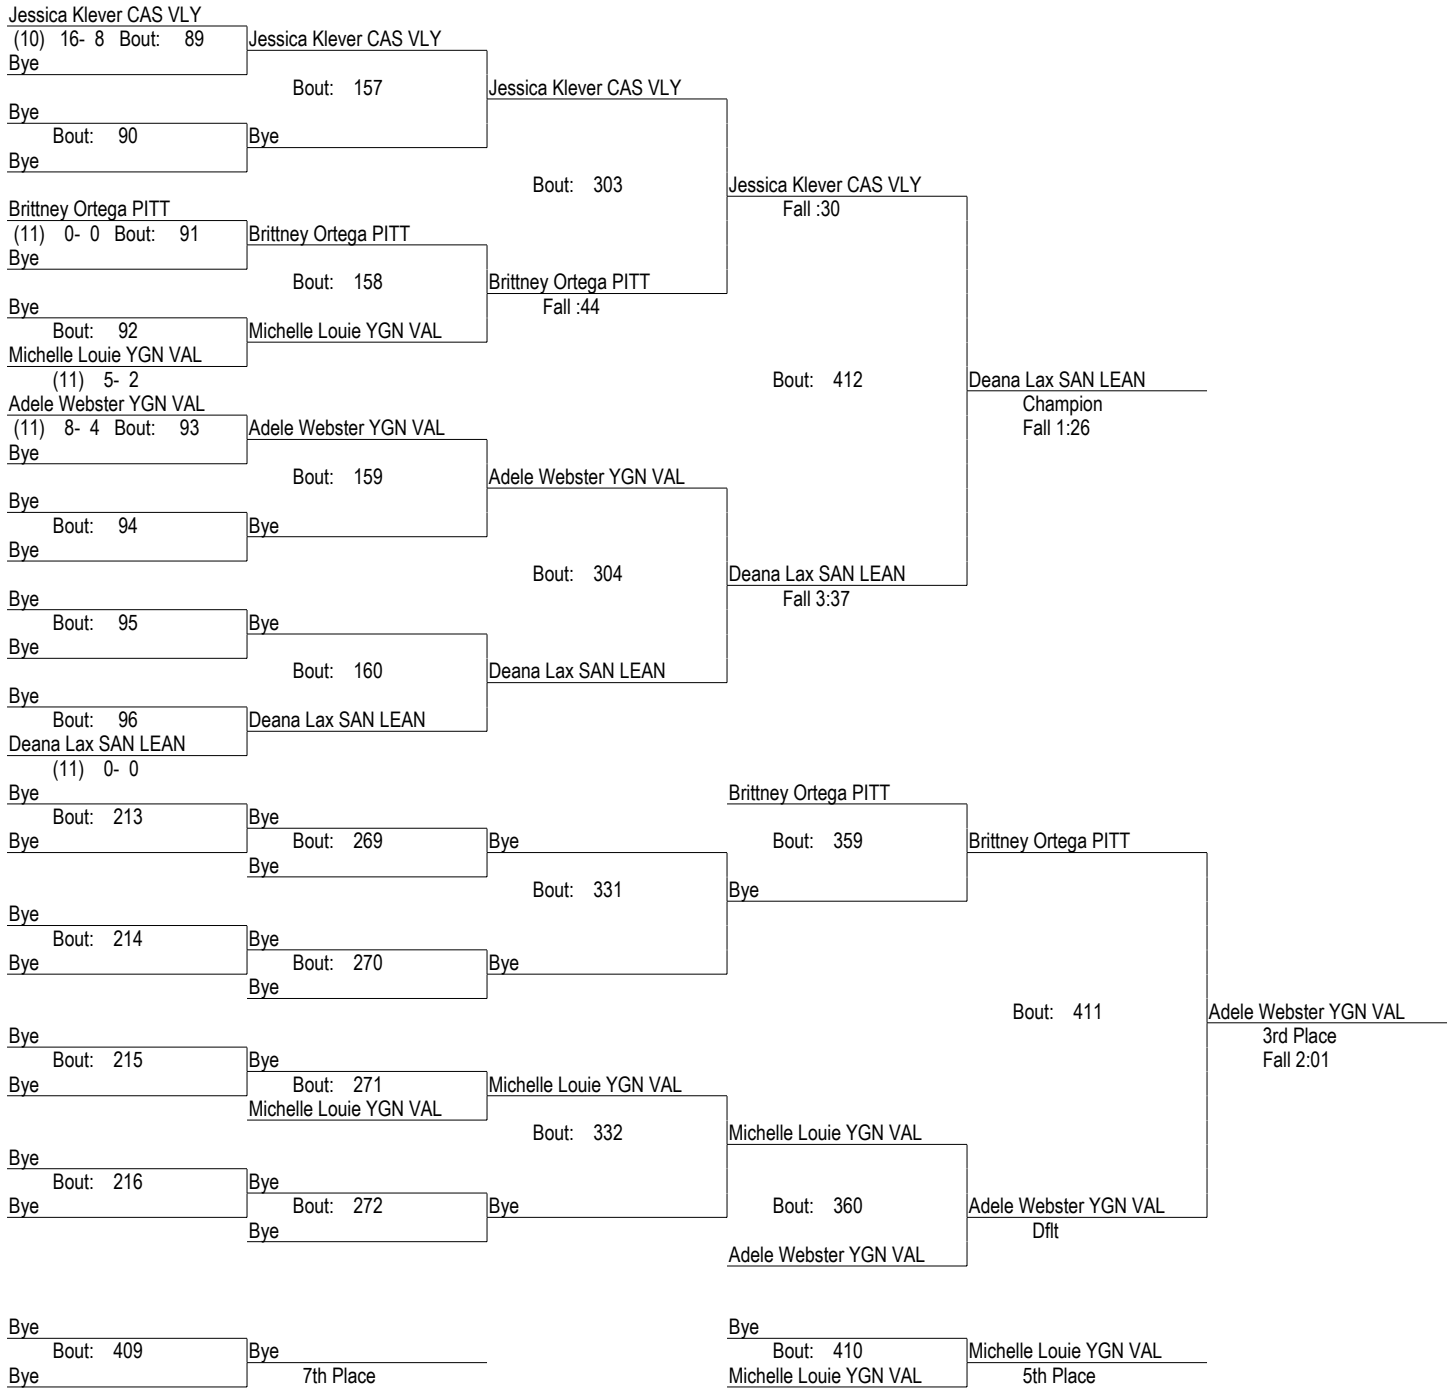 Jessica Klever CAS VLY
(10) 16- 8 Bout: 89 Jessica Klever CAS VLY
Bye
Bout: 157 Jessica Klever CAS VLY
Bye
Bout: 90 Bye
Bye
Bout: 303 Jessica Klever CAS VLY
Brittney Ortega PITT Fall :30
(11) 0- 0 Bout: 91 Brittney Ortega PITT
Bye
Bout: 158 Brittney Ortega PITT
Bye Fall :44
Bout: 92 Michelle Louie YGN VAL
Michelle Louie YGN VAL
(11) 5- 2 Bout: 412 Deana Lax SAN LEAN
Adele Webster YGN VAL Champion
(11) 8- 4 Bout: 93 Adele Webster YGN VAL Fall 1:26
Bye
Bout: 159 Adele Webster YGN VAL
Bye
Bout: 94 Bye
Bye
Bout: 304 Deana Lax SAN LEAN
Bye Fall 3:37
Bout: 95 Bye
Bye
Bout: 160 Deana Lax SAN LEAN
Bye
Bout: 96 Deana Lax SAN LEAN
Deana Lax SAN LEAN
(11) 0- 0
Bye Brittney Ortega PITT
Bout: 213 Bye
Bye Bout: 269 Bye Bout: 359 Brittney Ortega PITT
Bye
Bout: 331 Bye
Bye
Bout: 214 Bye
Bye Bout: 270 Bye
Bye
Bout: 411 Adele Webster YGN VAL
Bye 3rd Place
Bout: 215 Bye Fall 2:01
Bye Bout: 271 Michelle Louie YGN VAL
Michelle Louie YGN VAL
Bout: 332 Michelle Louie YGN VAL
Bye
Bout: 216 Bye
Bye Bout: 272 Bye Bout: 360 Adele Webster YGN VAL
Bye Dflt
Adele Webster YGN VAL
Bye Bye
Bout: 409 Bye Bout: 410 Michelle Louie YGN VAL
Bye 7th Place Michelle Louie YGN VAL 5th Place